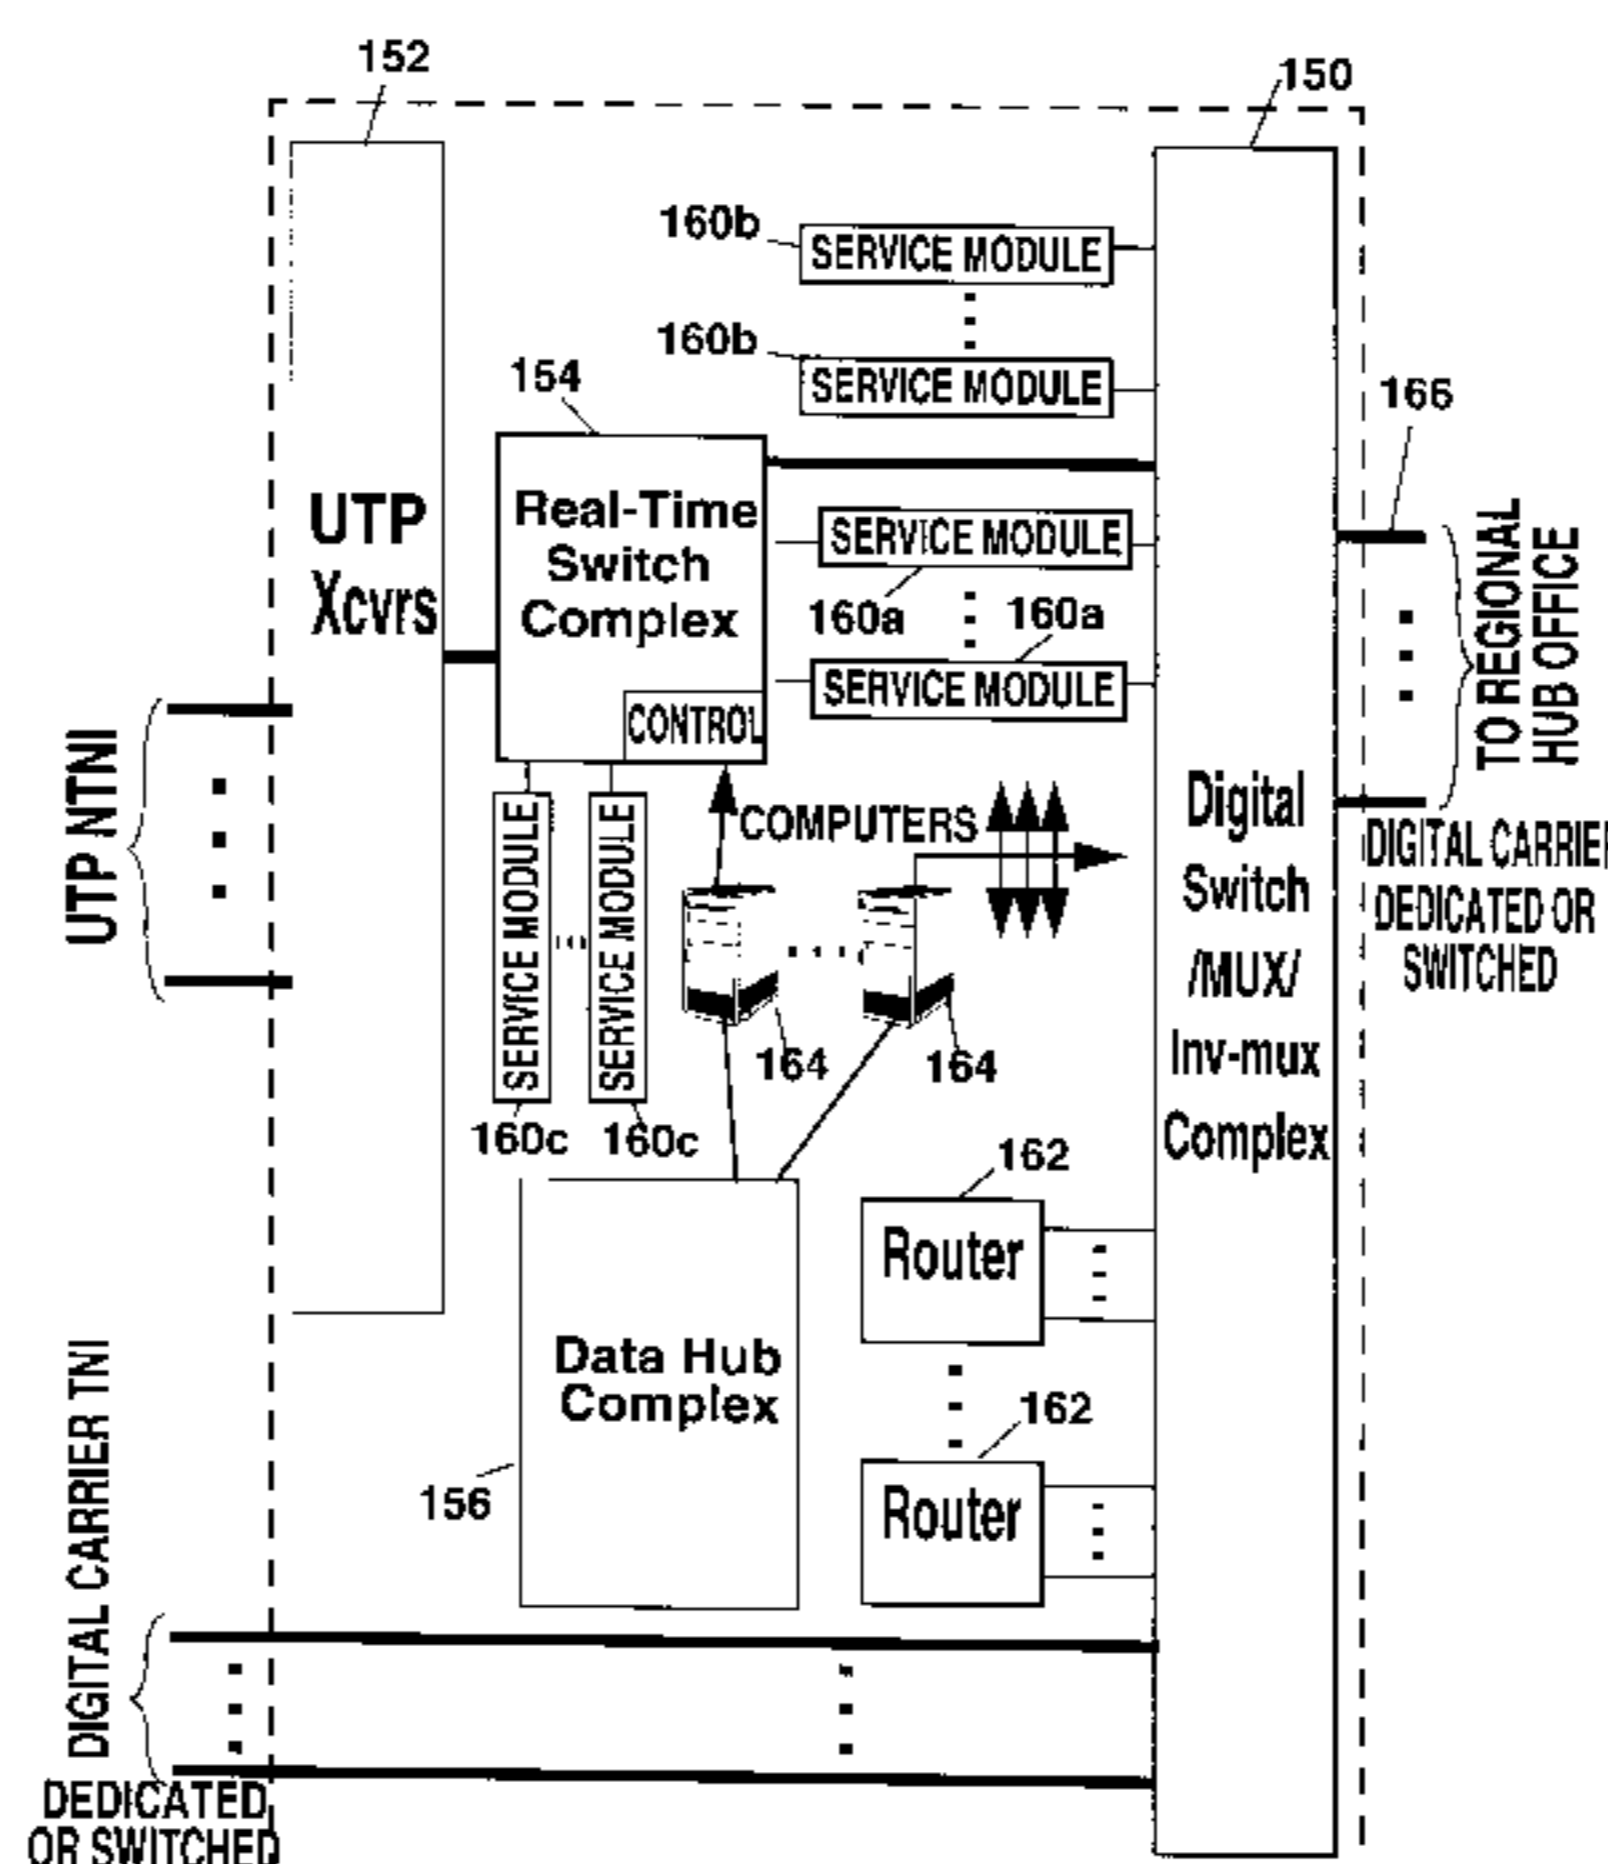 152
150
160b
SERVICE MODULE
160b
SERVICE MODULE
154
166
Real-Time
Switch
Complex
CONTROL
UTP
Xcvrs
SERVICE MODULE
160a
160a
SERVICE MODULE
TO REGIONAL
HUB OFFICE
UTP NTNI
COMPUTERS
Digital
Switch
/MUX/
Inv-mux
Complex
DIGITAL CARRIER
DEDICATED OR
SWITCHED
SERVICE MODULE
SERVICE MODULE
164
164
160c
160c
162
Router
Data Hub
Complex
156
162
Router
DIGITAL CARRIER TNI
DEDICATED
OR SWITCHED